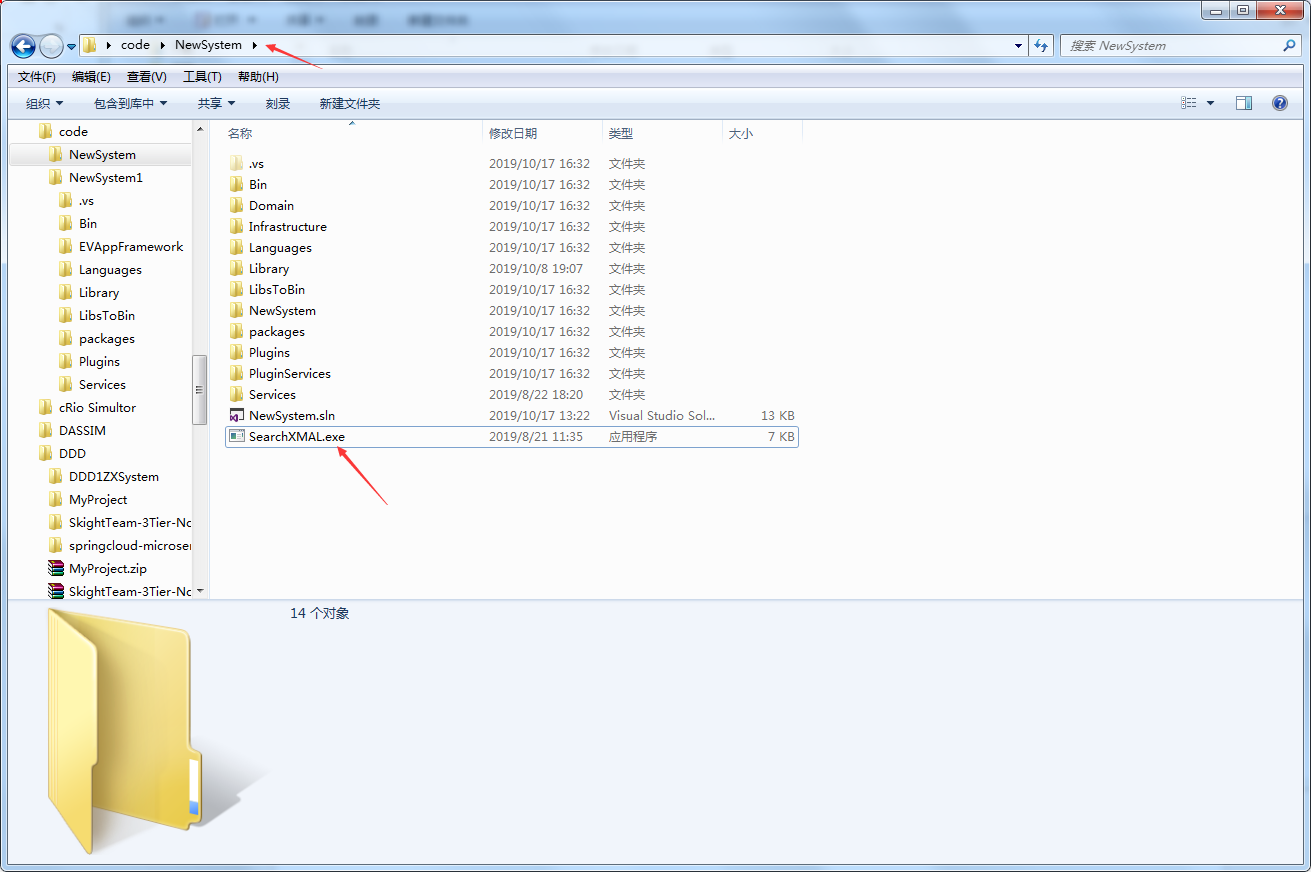 code NewSystem
搜索 NewSystem
文件(F) 编辑(E) 查看(V) 工具(T) 帮助(H)
组织 包含到库中 共享 刻录 新建文件夹
code
NewSystem
NewSystem1
.vs
Bin
EVAppFramework
Languages
Library
LibsToBin
packages
Plugins
Services
cRio Simultor
DASSIM
DDD
DDD1ZXSystem
MyProject
SkightTeam-3Tier-Nc
springcloud-microser
MyProject.zip
SkightTeam-3Tier-Nc
名称 修改日期 类型 大小
.vs 2019/10/17 16:32 文件夹
Bin 2019/10/17 16:32 文件夹
Domain 2019/10/17 16:32 文件夹
Infrastructure 2019/10/17 16:32 文件夹
Languages 2019/10/17 16:32 文件夹
Library 2019/10/8 19:07 文件夹
LibsToBin 2019/10/17 16:32 文件夹
NewSystem 2019/10/17 16:32 文件夹
packages 2019/10/17 16:32 文件夹
Plugins 2019/10/17 16:32 文件夹
PluginServices 2019/10/17 16:32 文件夹
Services 2019/8/22 18:20 文件夹
NewSystem.sln 2019/10/17 13:22 Visual Studio Sol... 13 KB
SearchXMAL.exe 2019/8/21 11:35 应用程序 7 KB
14 个对象